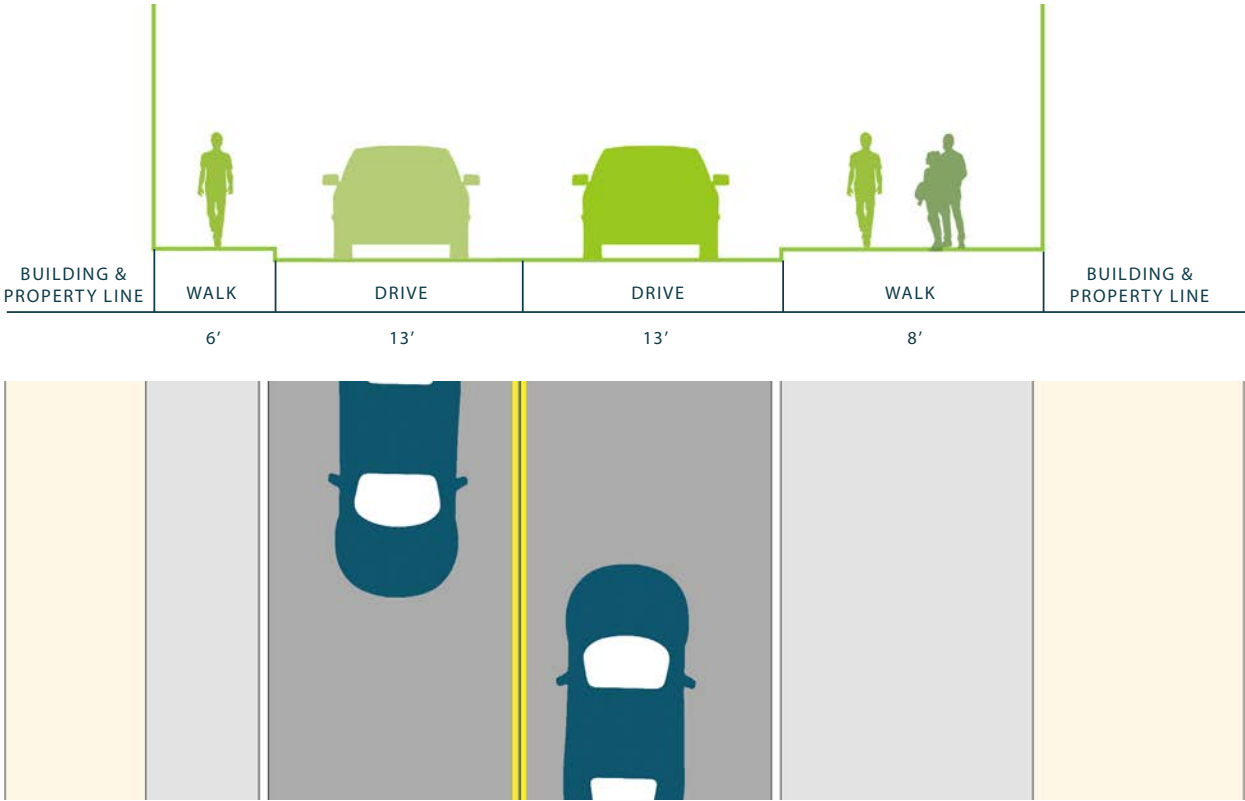 BUILDING &
PROPERTY LINE
WALK
DRIVE
DRIVE
WALK
BUILDING &
PROPERTY LINE
6’
13’
13’
8’